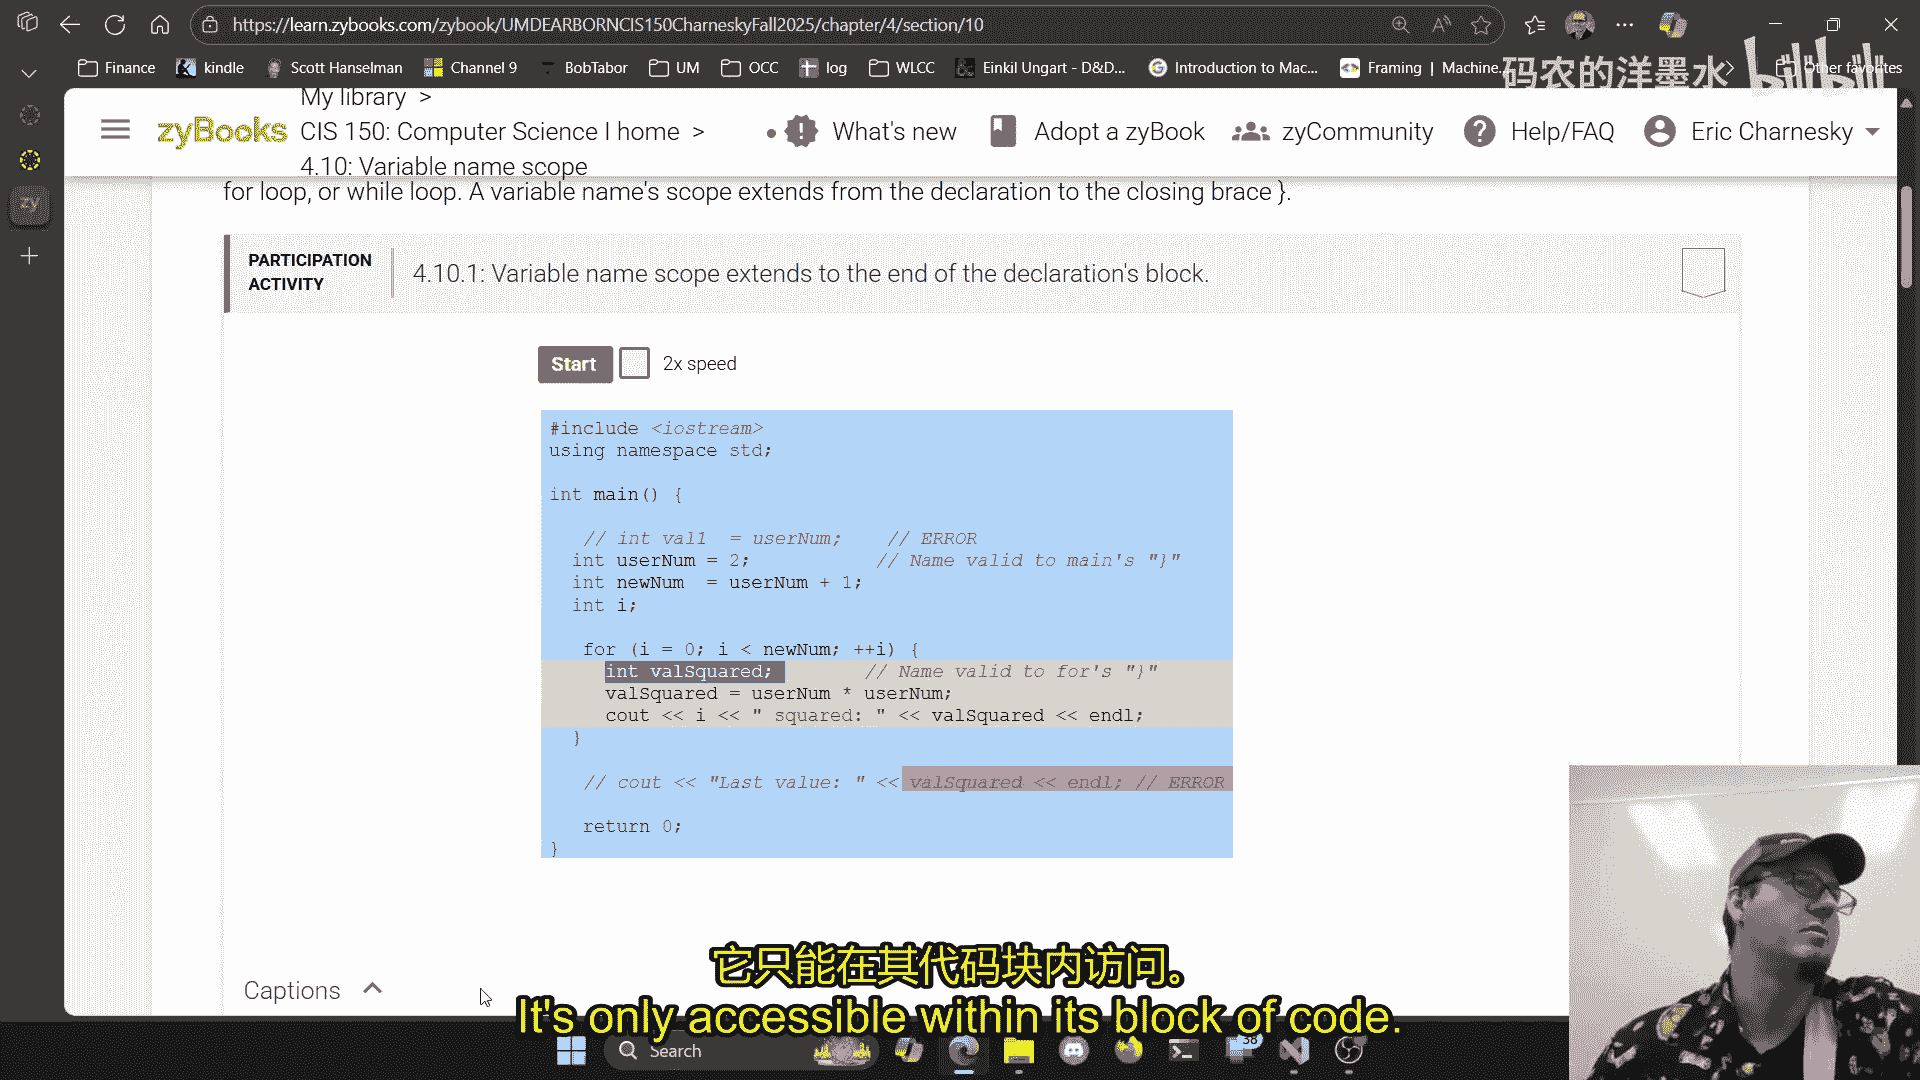 https://learn.zybooks.com/zybook/UMDEARBORNCIS150CharneskyFall2025/chapter/4/section/10
Finance
kindle
Scott Hanselman
Channel 9
BobTabor
UM
OCC
log
WLCC
Einkil Ungart - D&D...
Introduction to Mac...
Framing | Machine...
Other favorites
码农的洋墨水
bilibili
My library >
zyBooks
CIS 150: Computer Science I home >
4.10: Variable name scope
What's new
Adopt a zyBook
zyCommunity
Help/FAQ
Eric Charnesky
zy
for loop, or while loop. A variable name's scope extends from the declaration to the closing brace }.
PARTICIPATION
ACTIVITY
4.10.1: Variable name scope extends to the end of the declaration's block.
Start
2x speed
#include <iostream>
using namespace std;
int main() {
// int val1 = userNum; // ERROR
int userNum = 2; // Name valid to main's "}"
int newNum = userNum + 1;
int i;
for (i = 0; i < newNum; ++i) {
int valSquared; // Name valid to for's "}"
valSquared = userNum * userNum;
cout << i << " squared: " << valSquared << endl;
}
// cout << "Last value: " << valSquared << endl; // ERROR
return 0;
}
Captions
它只能在其代码块内访问。
It's only accessible within its block of code.
Search
38